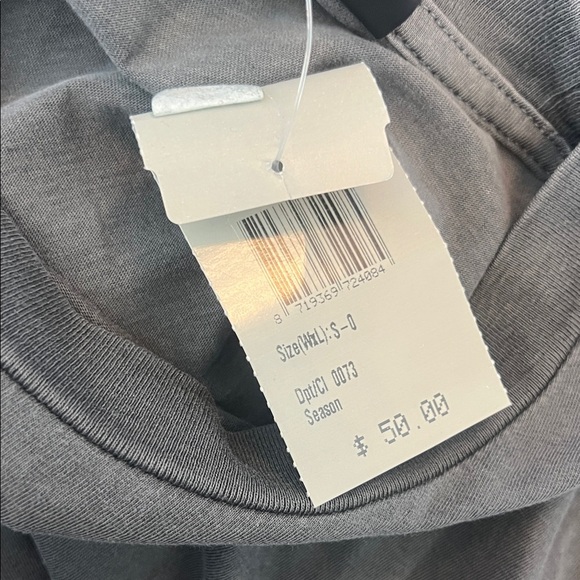 8 719369 724084
Size(WxL):S-0
Dpt/Cl 0073
Season
$ 50.00